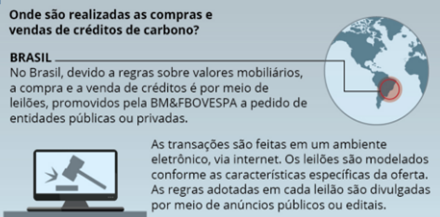 Onde são realizadas as compras e
vendas de créditos de carbono?
BRASIL
No Brasil, devido a regras sobre valores mobiliários,
a compra e a venda de créditos é por meio de
leilões, promovidos pela BM&FBOVESPA a pedido de
entidades públicas ou privadas.
As transações são feitas em um ambiente
eletrônico, via internet. Os leilões são modelados
conforme as características específicas da oferta.
As regras adotadas em cada leilão são divulgadas
por meio de anúncios públicos ou editais.